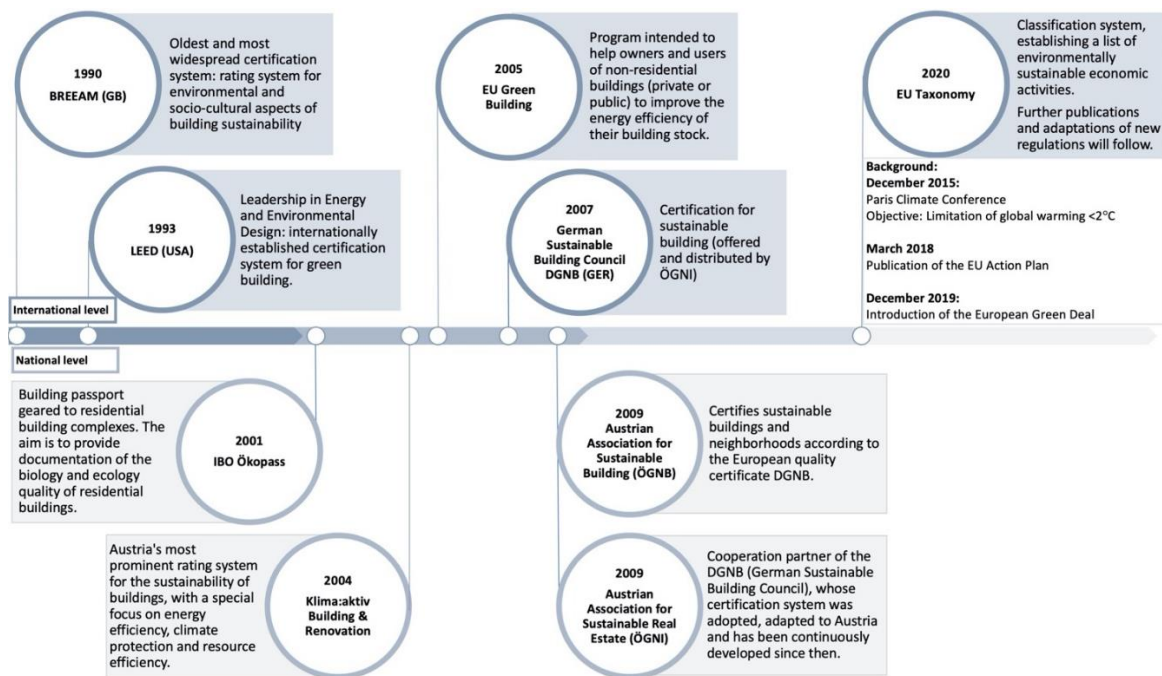 1990
BREEAM (GB)
Oldest and most
widespread certification
system: rating system for
environmental and
socio-cultural aspects of
building sustainability
2005
EU Green
Building
Program intended to
help owners and users
of non-residential
buildings (private or
public) to improve the
energy efficiency of
their building stock.
2020
EU Taxonomy
Classification system,
establishing a list of
environmentally
sustainable economic
activities.
Further publications
and adaptations of new
regulations will follow.
1993
LEED (USA)
Leadership in Energy
and Environmental
Design: internationally
established certification
system for green
building.
2007
German
Sustainable
Building Council
DGNB (GER)
Certification for
sustainable
building (offered
and distributed by
ÖGNI)
Background:
December 2015:
Paris Climate Conference
Objective: Limitation of global warming <2°C
March 2018
Publication of the EU Action Plan
December 2019:
Introduction of the European Green Deal
International level
National level
Building passport
geared to residential
building complexes. The
aim is to provide
documentation of the
biology and ecology
quality of residential
buildings.
2001
IBO Ökopass
2009
Austrian
Association for
Sustainable
Building (ÖGNB)
Certifies sustainable
buildings and
neighborhoods according to
the European quality
certificate DGNB.
Austria's most
prominent rating system
for the sustainability of
buildings, with a special
focus on energy
efficiency, climate
protection and resource
efficiency.
2004
Klima:aktiv
Building &
Renovation
2009
Austrian
Association for
Sustainable Real
Estate (ÖGNI)
Cooperation partner of the
DGNB (German Sustainable
Building Council), whose
certification system was
adopted, adapted to Austria
and has been continuously
developed since then.